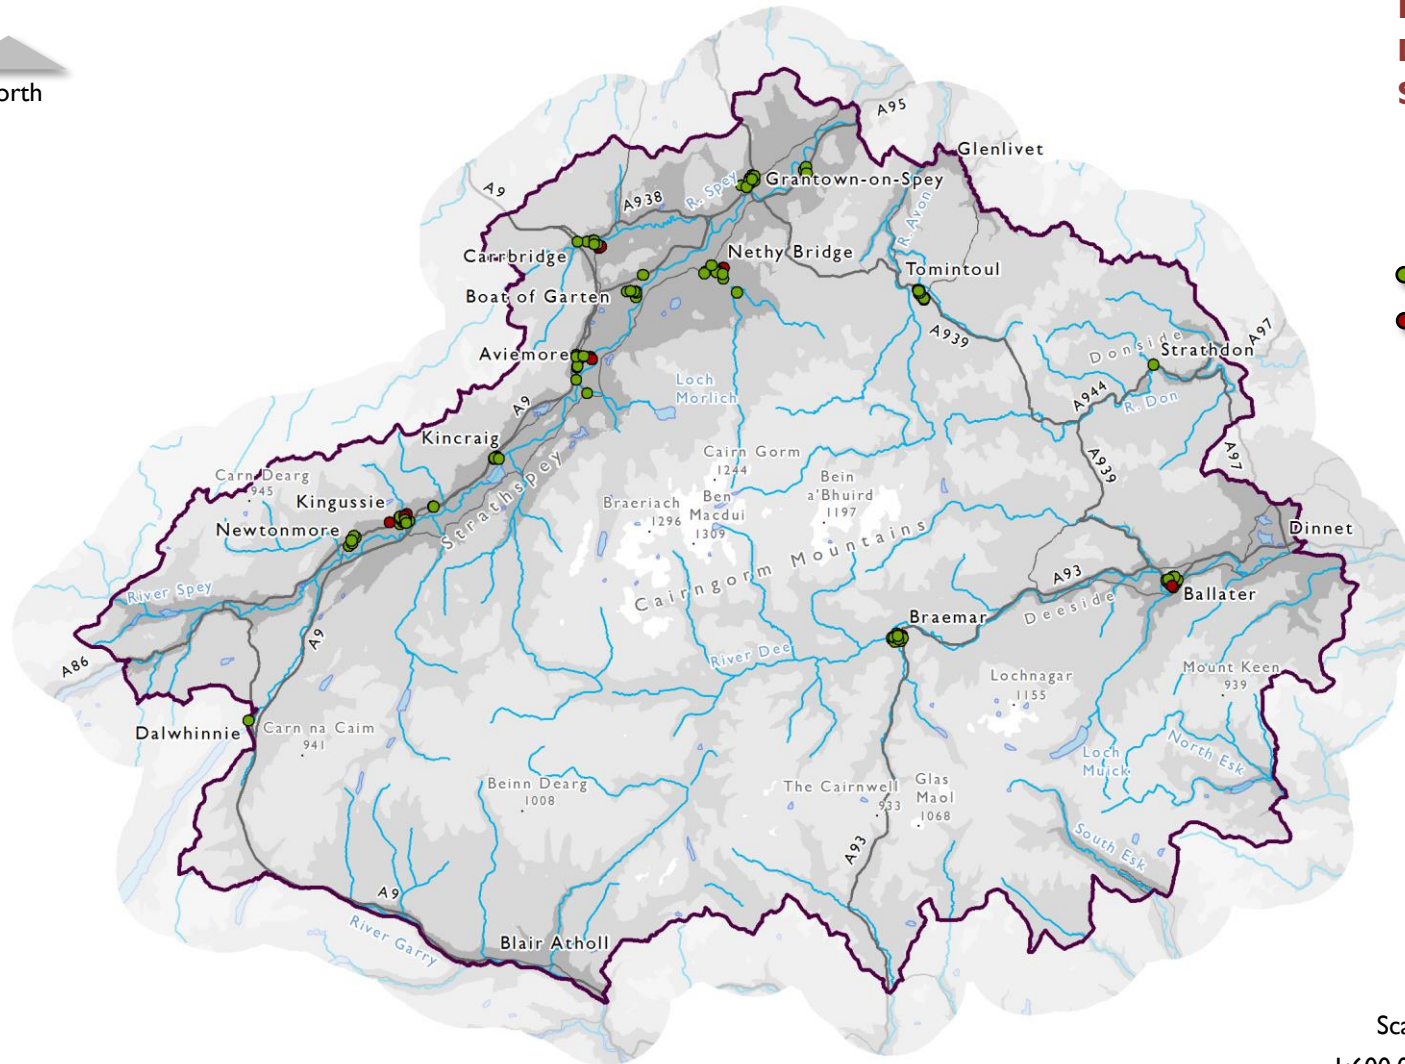 orth
A95
Glenlivet
A9
Grantown-on-Spey
A938
R. Spey
R. Avon
Carrbridge
Nethy Bridge
Tomintoul
Boat of Garten
A939
Donside
A97
Strathdon
Aviemore
Loch
Morlich
A944
R. Don
A9
Kincraig
Cairn Gorm
1244
A939
A97
Carn Dearg
945
Bein
a'Bhuird
1197
Kingussie
Strathspey
Braeriach
1296
Ben
Macdui
1309
Newtonmore
Dinnet
Cairngorm Mountains
A93
River Spey
Ballater
Deeside
Braemar
A9
River Dee
A86
Lochnagar
1155
Mount Keen
939
Dalwhinnie
Carn na Caim
941
Loch
Muick
North Esk
Beinn Dearg
1008
The Cairnwell
933
Glas
Maol
1068
South Esk
A93
A9
River Garry
Blair Atholl
Sca